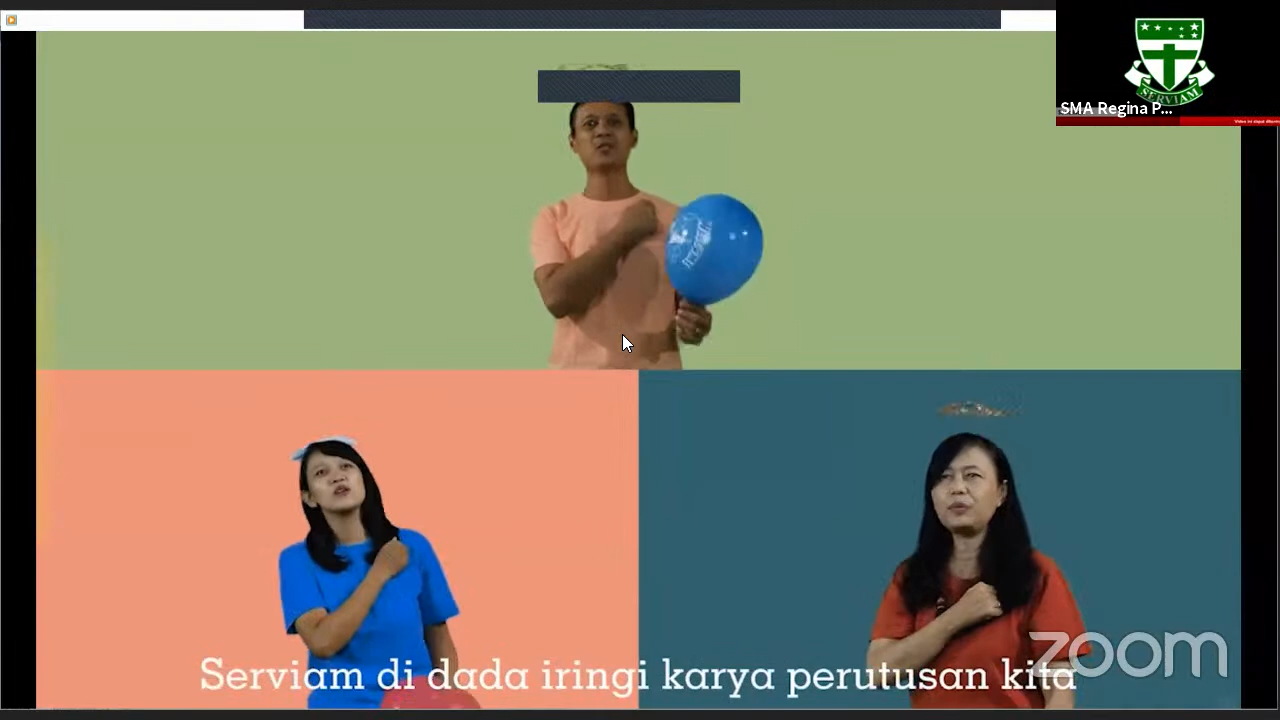 SERVIAM
SMA Regina P...
Serviam di dada iringi karya perutusan kita
zoom